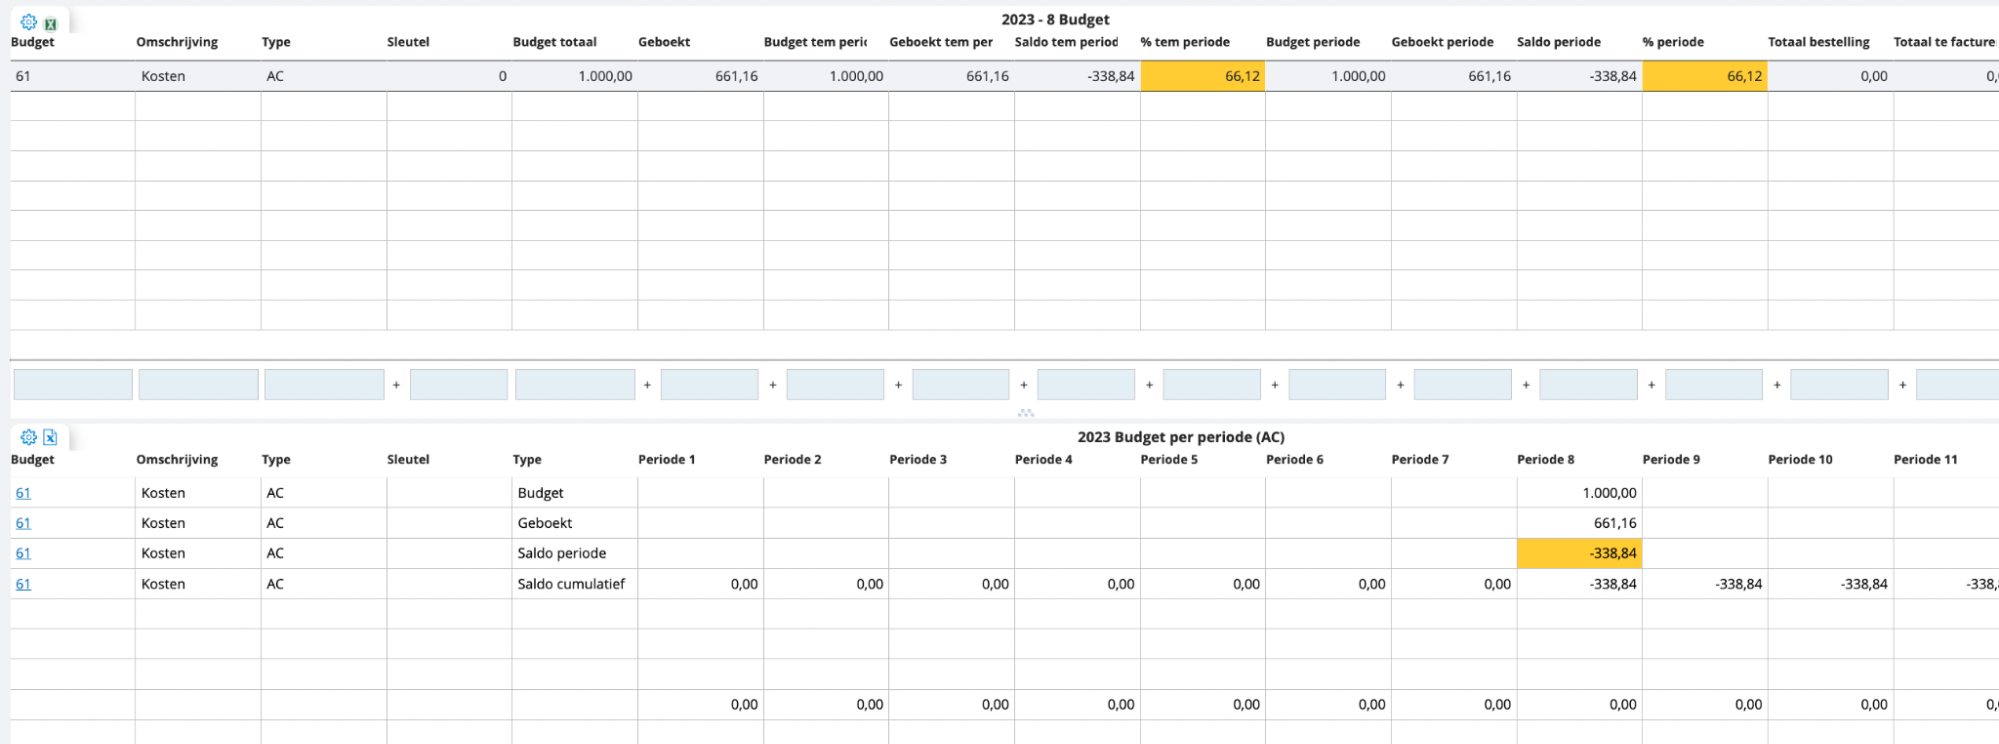 2023 - 8 Budget
Budget Omschrijving Type Sleutel Budget totaal Geboekt Budget tem peri Geboekt tem per Saldo tem period % tem periode Budget periode Geboekt periode Saldo periode % periode Totaal bestelling Totaal te facture
61 Kosten AC 0 1.000,00 661,16 1.000,00 661,16 -338,84 66,12 1.000,00 661,16 -338,84 66,12 0,00 0,
+ + + + + + + + + + + +
2023 Budget per periode (AC)
Budget Omschrijving Type Sleutel Type Periode 1 Periode 2 Periode 3 Periode 4 Periode 5 Periode 6 Periode 7 Periode 8 Periode 9 Periode 10 Periode 11
61 Kosten AC Budget 1.000,00
61 Kosten AC Geboekt 661,16
61 Kosten AC Saldo periode -338,84
61 Kosten AC Saldo cumulatief 0,00 0,00 0,00 0,00 0,00 0,00 0,00 -338,84 -338,84 -338,84 -338,
0,00 0,00 0,00 0,00 0,00 0,00 0,00 0,00 0,00 0,00 0,